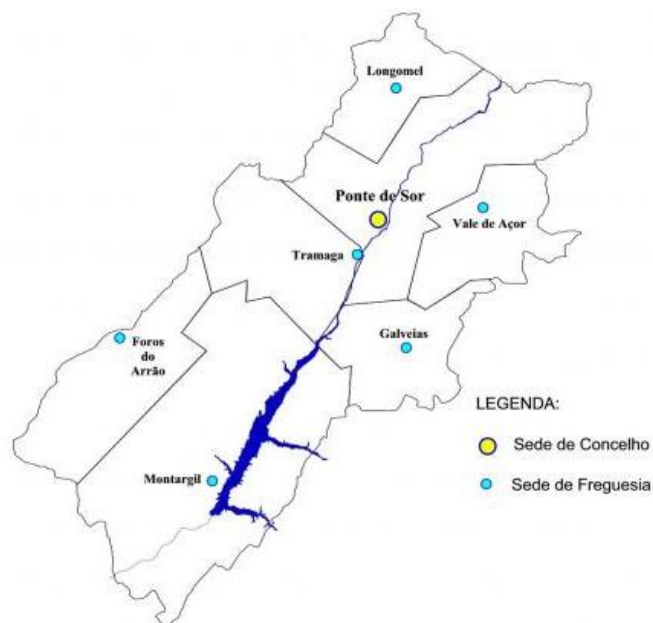 Longomel
Ponte de Sor
Vale de Açor
Tramaga
Foros
do
Arrão
Galveias
LEGENDA:
Sede de Concelho
Montargil
Sede de Freguesia